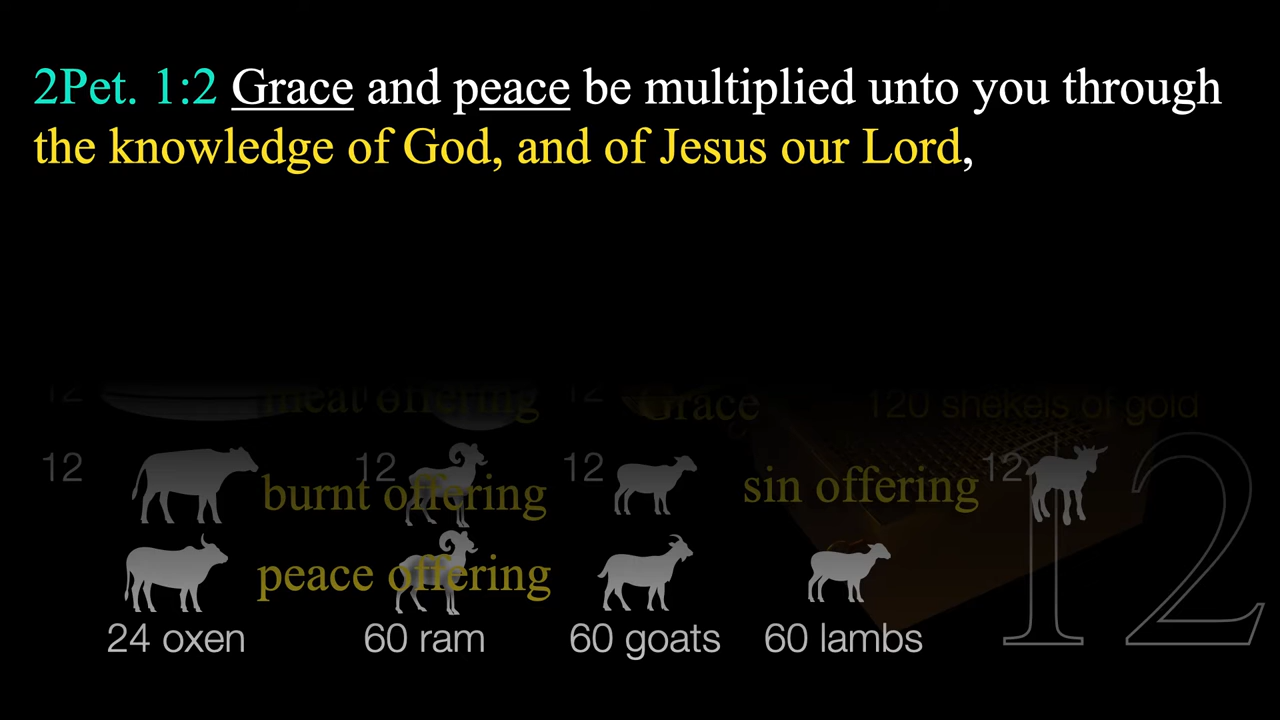 2Pet. 1:2 Grace and peace be multiplied unto you through
the knowledge of God, and of Jesus our Lord,
12 meat offering 12 Grace 120 shekels of gold
12 burnt offering 12 12 sin offering 12
peace offering
24 oxen 60 ram 60 goats 60 lambs
12